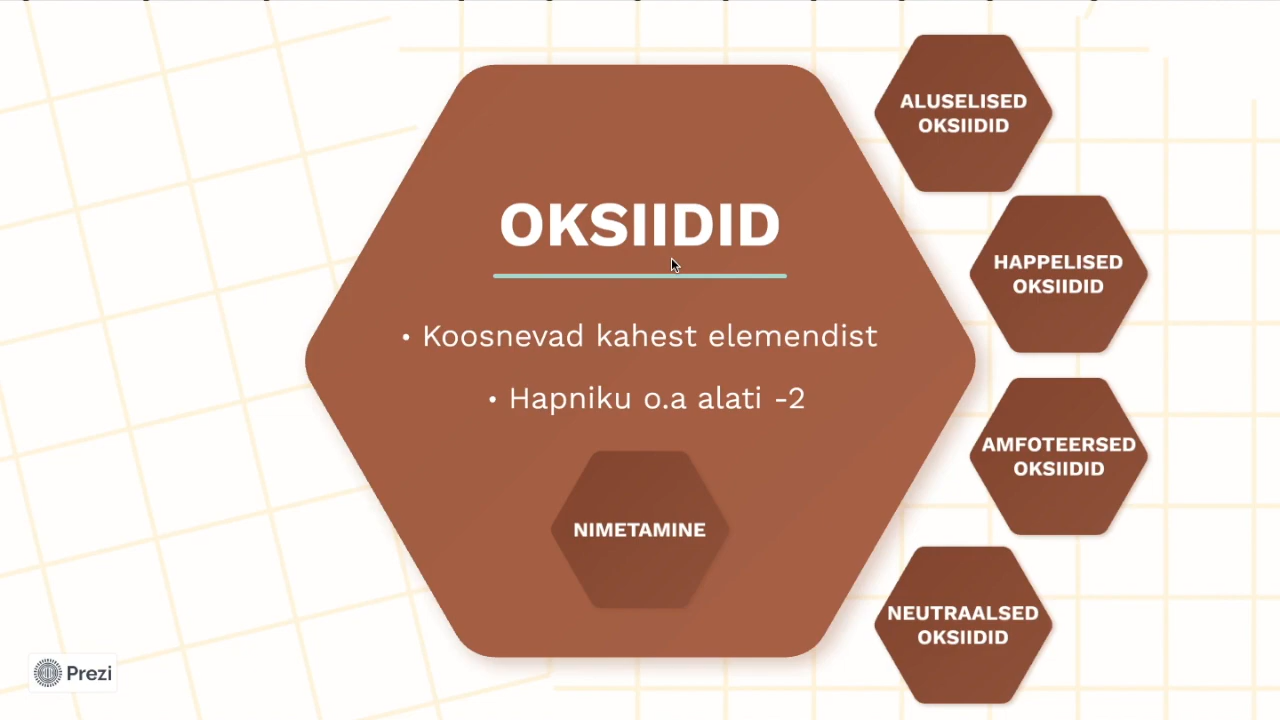 OKSIIDID
• Koosnevad kahest elemendist
• Hapniku o.a alati -2
NIMETAMINE
ALUSELISED
OKSIIDID
HAPPELISED
OKSIIDID
AMFOTEERSED
OKSIIDID
NEUTRAALSED
OKSIIDID
Prezi